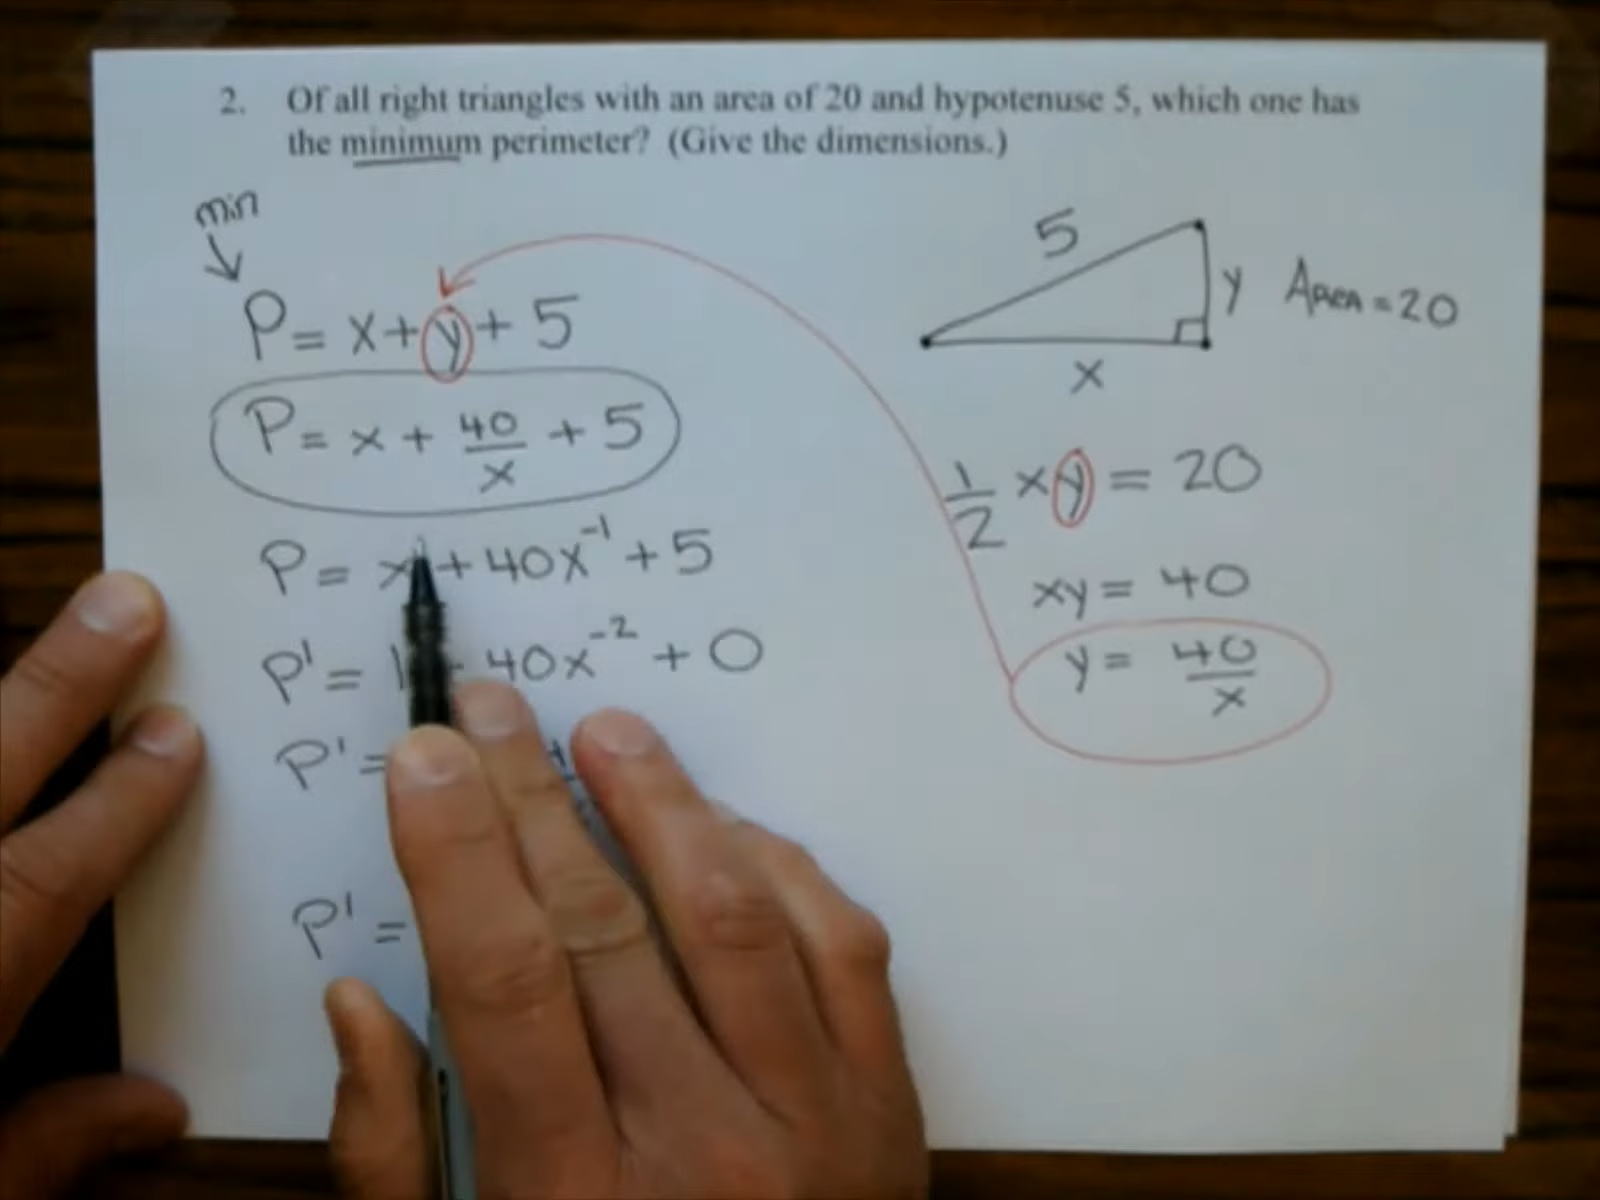 2. Of all right triangles with an area of 20 and hypotenuse 5, which one has
the minimum perimeter? (Give the dimensions.)
min
P = x + y + 5
P = x + 40/x + 5
P = x + 40x⁻¹ + 5
P' = 1 - 40x⁻² + 0
P' =
P' =
5
y
Area = 20
x
1/2 xy = 20
xy = 40
y = 40/x